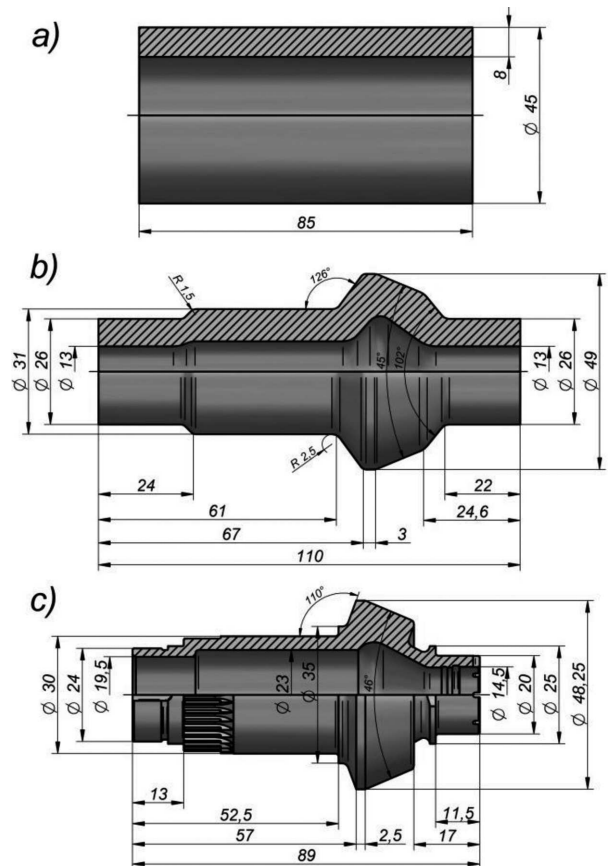 a)
8
Ø 45
85
b)
R 1,5
126°
Ø 31
Ø 26
Ø 13
45°
102°
Ø 13
Ø 26
Ø 49
R 2,5
24
22
61
24,6
67
3
110
c)
110°
Ø 30
Ø 24
Ø 19,5
Ø 23
Ø 35
46°
Ø 14,5
Ø 20
Ø 25
Ø 48,25
13
11,5
52,5
57
2,5
17
89